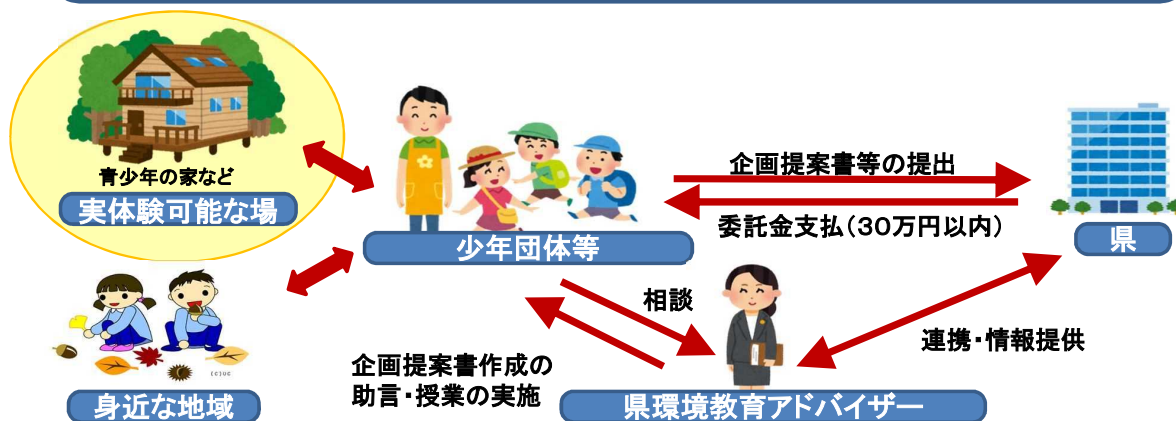 青少年の家など
実体験可能な場
企画提案書等の提出
委託金支払(30万円以内)
県
少年団体等
相談
連携・情報提供
企画提案書作成の
助言・授業の実施
(c)UG
身近な地域
県環境教育アドバイザー